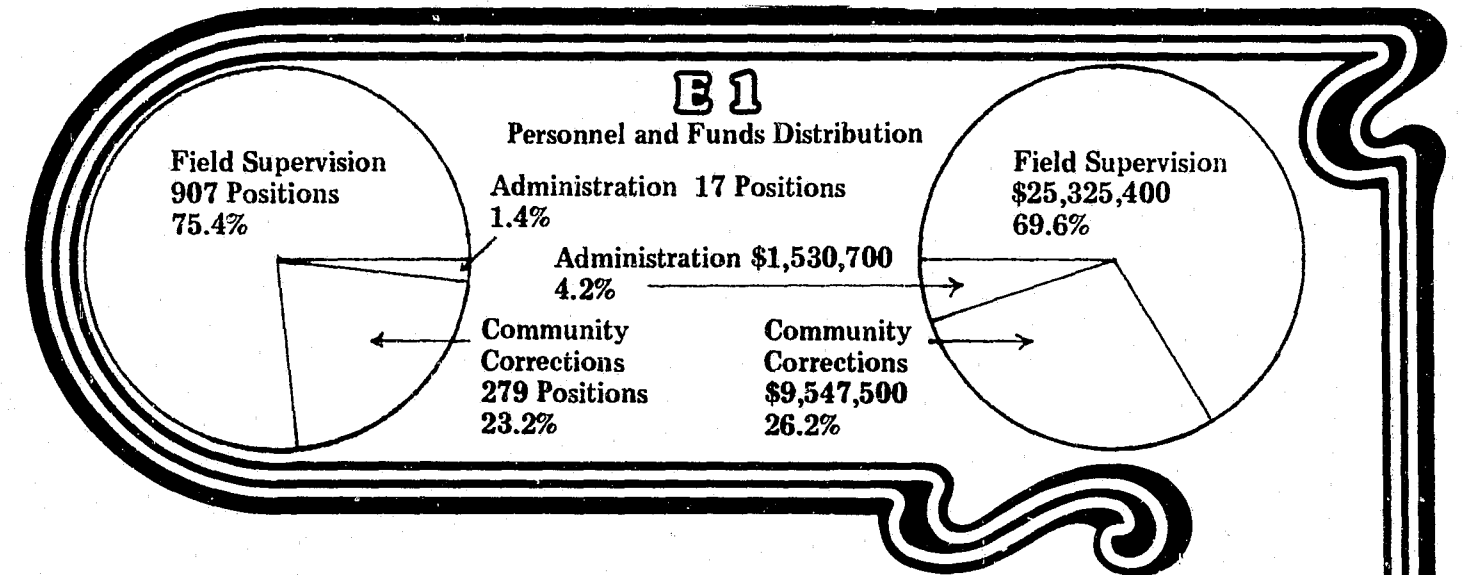 E 1
Personnel and Funds Distribution
Field Supervision
907 Positions
75.4%
Administration 17 Positions
1.4%
Community
Corrections
279 Positions
23.2%
Field Supervision
$25,325,400
69.6%
Administration $1,530,700
4.2%
Community
Corrections
$9,547,500
26.2%